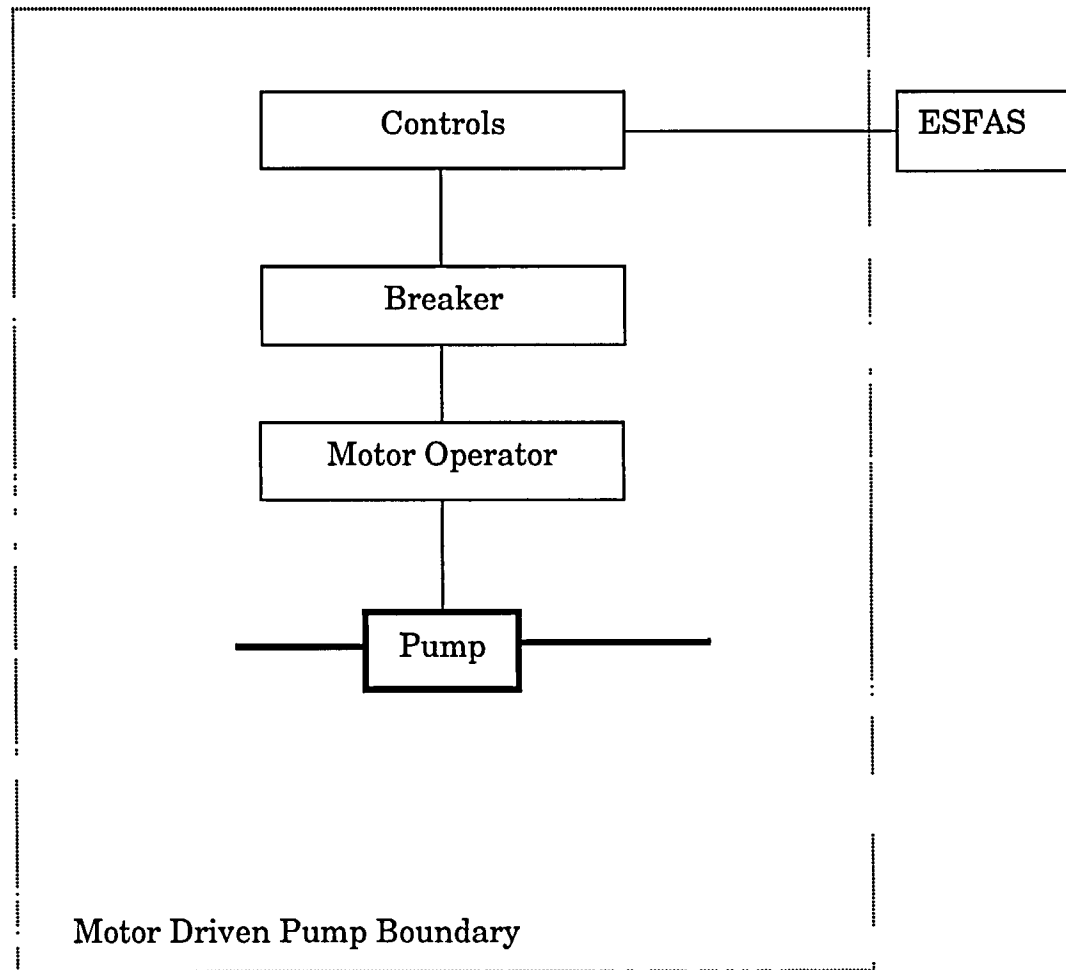 Controls
ESFAS
Breaker
Motor Operator
Pump
Motor Driven Pump Boundary